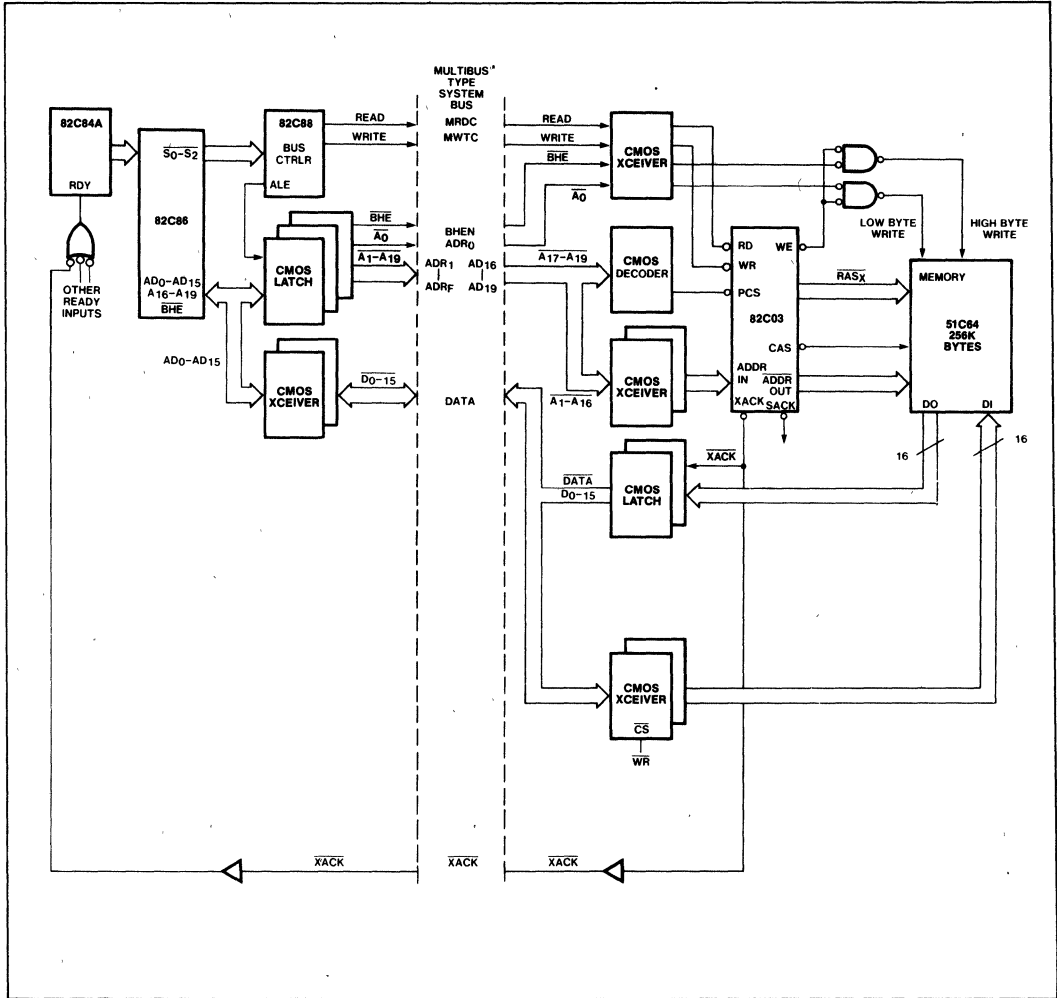 MULTIBUS*
TYPE
SYSTEM
BUS
82C84A
RDY
OTHER
READY
INPUTS
S0-S2
82C86
AD0-AD15
A16-A19
BHE
82C88
BUS
CTRLR
ALE
READ
WRITE
MRDC
MWTC
READ
WRITE
BHE
A0
CMOS
XCEIVER
BHE
A0
A1-A19
BHEN
ADR0
ADR1
ADRF
AD16
AD19
CMOS
LATCH
AD0-AD15
CMOS
XCEIVER
D0-15
DATA
A17-A19
CMOS
DECODER
A1-A16
CMOS
XCEIVER
RD
WR
PCS
WE
82C03
CAS
ADDR
IN
ADDR
OUT
XACK
SACK
LOW BYTE
WRITE
HIGH BYTE
WRITE
RASX
MEMORY
51C64
256K
BYTES
DO
DI
16
16
XACK
CMOS
LATCH
DATA
D0-15
CMOS
XCEIVER
CS
WR
XACK
XACK
XACK